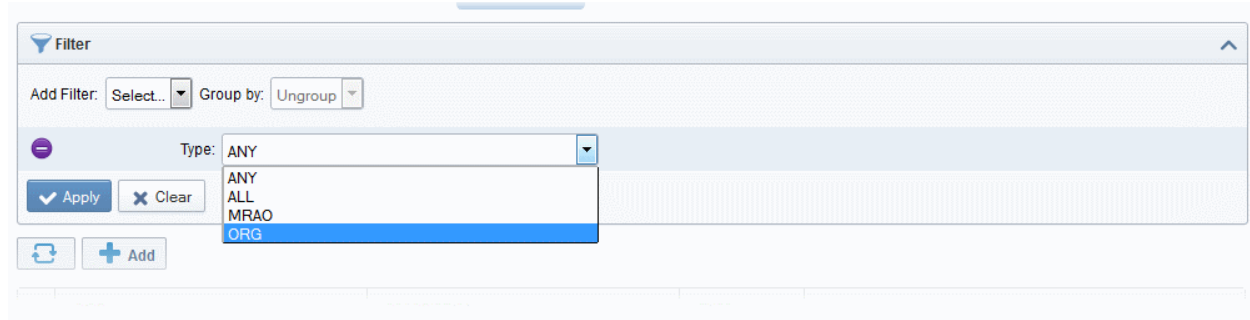 Filter
Add Filter: Select... Group by: Ungroup
Type: ANY
ANY
ALL
MRAO
ORG
Apply Clear
Add